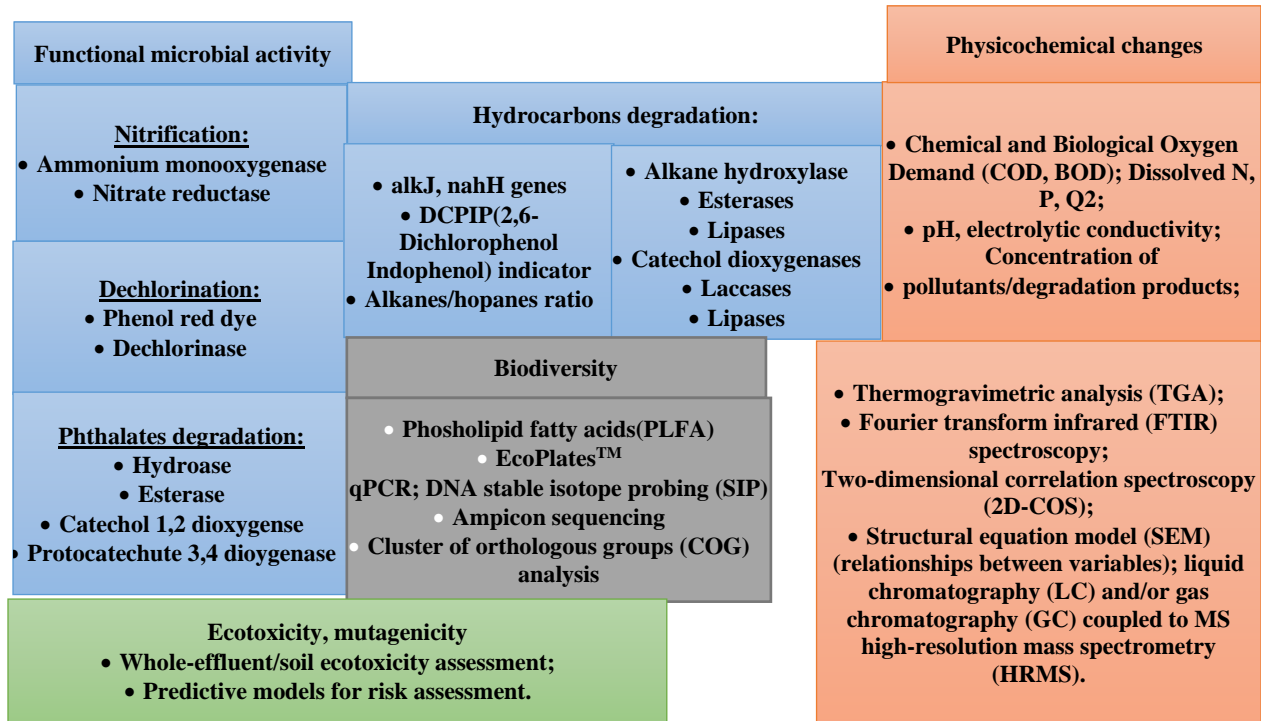 Functional microbial activity
Nitrification:
• Ammonium monooxygenase
• Nitrate reductase
Dechlorination:
• Phenol red dye
• Dechlorinase
Phthalates degradation:
• Hydroase
• Esterase
• Catechol 1,2 dioxygense
• Protocatechute 3,4 dioygenase
Hydrocarbons degradation:
• alkJ, nahH genes
• DCPIP(2,6-
Dichlorophenol
Indophenol) indicator
• Alkanes/hopanes ratio
• Alkane hydroxylase
• Esterases
• Lipases
• Catechol dioxygenases
• Laccases
• Lipases
Biodiversity
• Phosholipid fatty acids(PLFA)
• EcoPlates™
qPCR; DNA stable isotope probing (SIP)
• Ampicon sequencing
• Cluster of orthologous groups (COG)
analysis
Ecotoxicity, mutagenicity
• Whole-effluent/soil ecotoxicity assessment;
• Predictive models for risk assessment.
Physicochemical changes
• Chemical and Biological Oxygen
Demand (COD, BOD); Dissolved N,
P, Q2;
• pH, electrolytic conductivity;
Concentration of
• pollutants/degradation products;
• Thermogravimetric analysis (TGA);
• Fourier transform infrared (FTIR)
spectroscopy;
Two-dimensional correlation spectroscopy
(2D-COS);
• Structural equation model (SEM)
(relationships between variables); liquid
chromatography (LC) and/or gas
chromatography (GC) coupled to MS
high-resolution mass spectrometry
(HRMS).